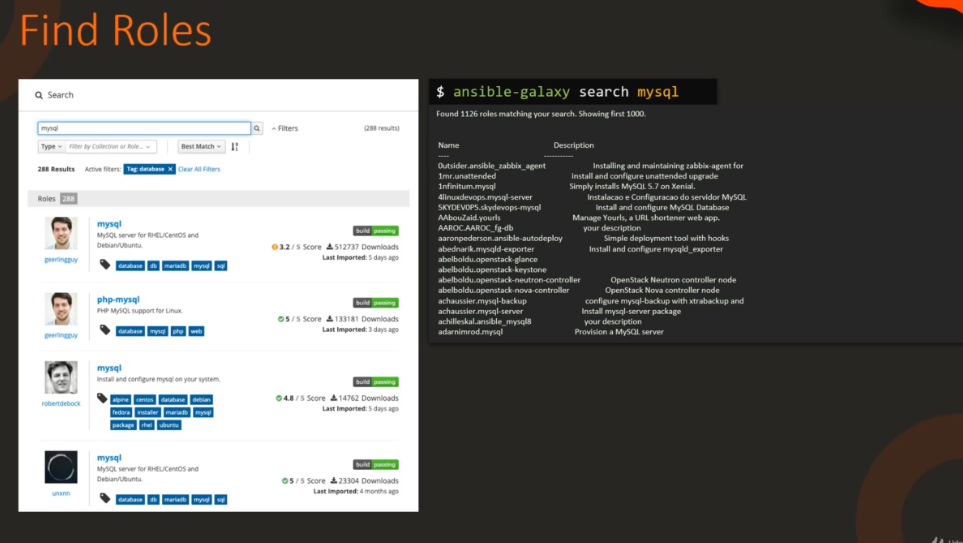 Find Roles
Search
mysql
Filters
(288 results)
Type
Filter by Collection or Role...
Best Match
288 Results
Active filters:
Tag: database ✕
Clear All Filters
Roles 288
mysql
MySQL server for RHEL/CentOS and
Debian/Ubuntu.
geerlingguy
database db mariadb mysql sql
build passing
3.2 / 5 Score 512737 Downloads
Last Imported: 5 days ago
php-mysql
PHP MySQL support for Linux.
geerlingguy
database mysql php web
build passing
5 / 5 Score 133181 Downloads
Last Imported: 3 days ago
mysql
Install and configure mysql on your system.
robertdebock
alpine centos database debian
fedora installer mariadb mysql
package rhel ubuntu
build passing
4.8 / 5 Score 14762 Downloads
Last Imported: 5 days ago
mysql
MySQL server for RHEL/CentOS and
Debian/Ubuntu.
unxnn
database db mariadb mysql sql
build passing
5 / 5 Score 23304 Downloads
Last Imported: 4 months ago
$ ansible-galaxy search mysql
Found 1126 roles matching your search. Showing first 1000.
Name Description
---- -----------
0utsider.ansible_zabbix_agent Installing and maintaining zabbix-agent for
1mr.unattended Install and configure unattended upgrade
1nfinitum.mysql Simply installs MySQL 5.7 on Xenial.
4linuxdevops.mysql-server Instalacao e Configuracao do servidor MySQL
5KYDEV0P5.skydevops-mysql Install and configure MySQL Database
AAbouZaid.yourls Manage Yourls, a URL shortener web app.
AAROC.AAROC_fg-db your description
aaronpederson.ansible-autodeploy Simple deployment tool with hooks
abednarik.mysqld-exporter Install and configure mysqld_exporter
abelboldu.openstack-glance
abelboldu.openstack-keystone
abelboldu.openstack-neutron-controller OpenStack Neutron controller node
abelboldu.openstack-nova-controller OpenStack Nova controller node
achaussier.mysql-backup configure mysql-backup with xtrabackup and
achaussier.mysql-server Install mysql-server package
achilleskal.ansible_mysql8 your description
adarnimrod.mysql Provision a MySQL server